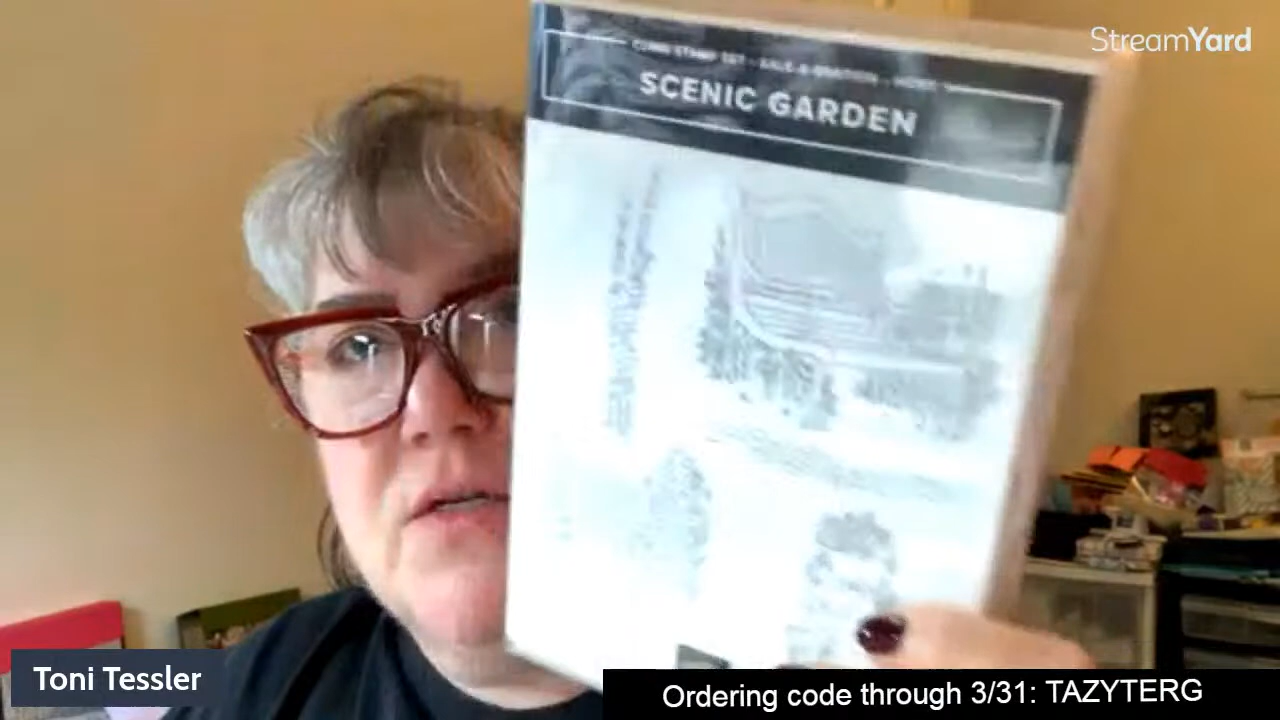 StreamYard
SCENIC GARDEN
Toni Tessler
Ordering code through 3/31: TAZYTERG